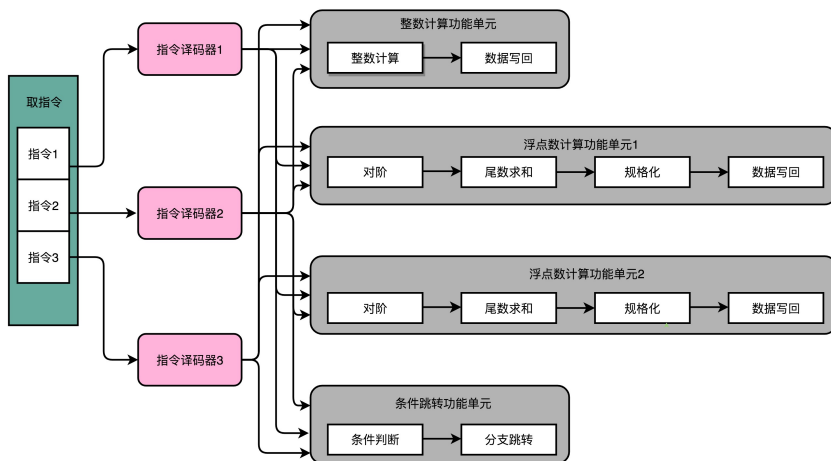 取指令
指令1
指令2
指令3
指令译码器1
指令译码器2
指令译码器3
整数计算功能单元
整数计算
数据写回
浮点数计算功能单元1
对阶
尾数求和
规格化
数据写回
浮点数计算功能单元2
对阶
尾数求和
规格化
数据写回
条件跳转功能单元
条件判断
分支跳转